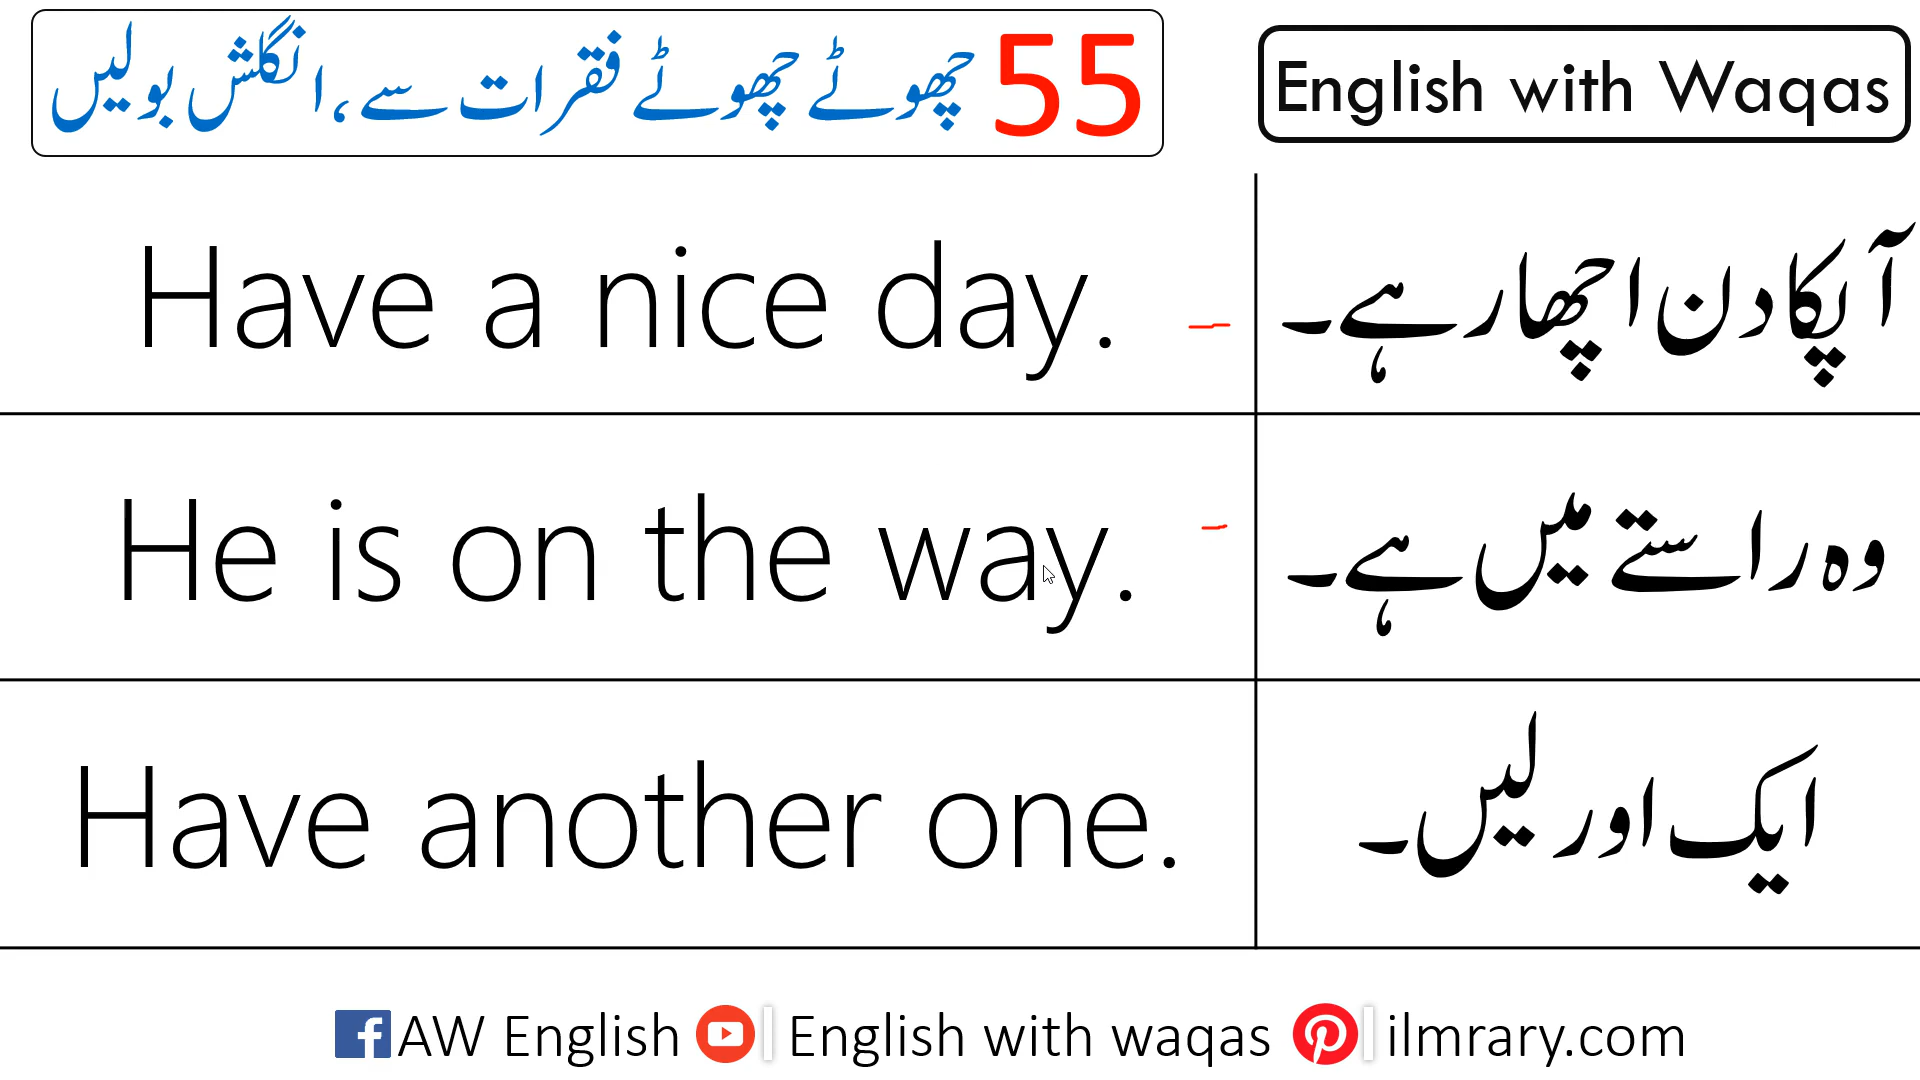 55 چھوٹے چھوٹے فقرات سے، انگلش بولیں
English with Waqas
Have a nice day.
آپکا دن اچھا رہے۔
He is on the way.
وہ راستے میں ہے۔
Have another one.
ایک اور لیں۔
AW English
English with waqas
ilmrary.com